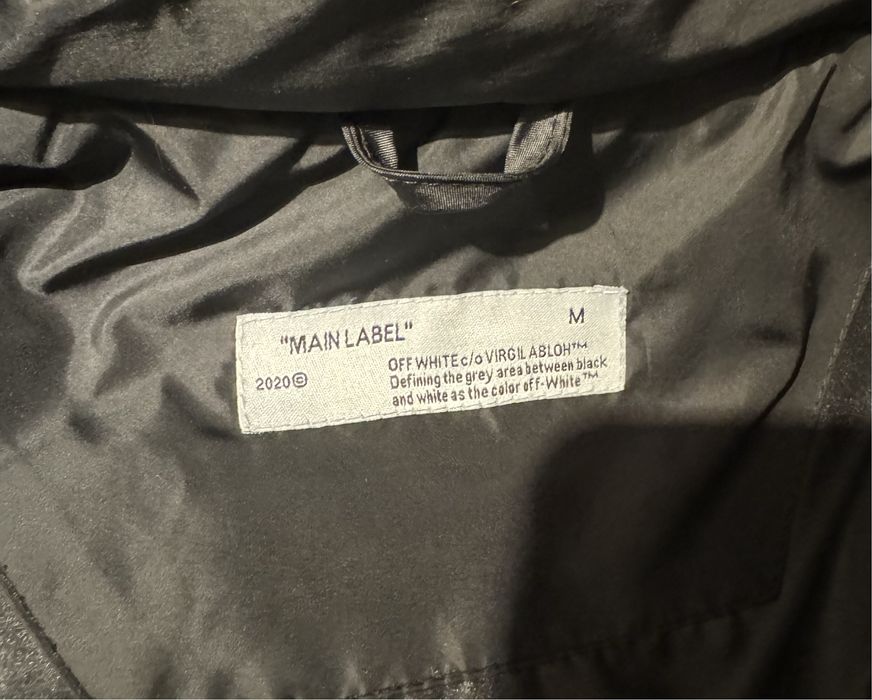 "MAIN LABEL"
M
2020©
OFF WHITE c/o VIRGIL ABLOH™
Defining the grey area between black
and white as the color off-White™